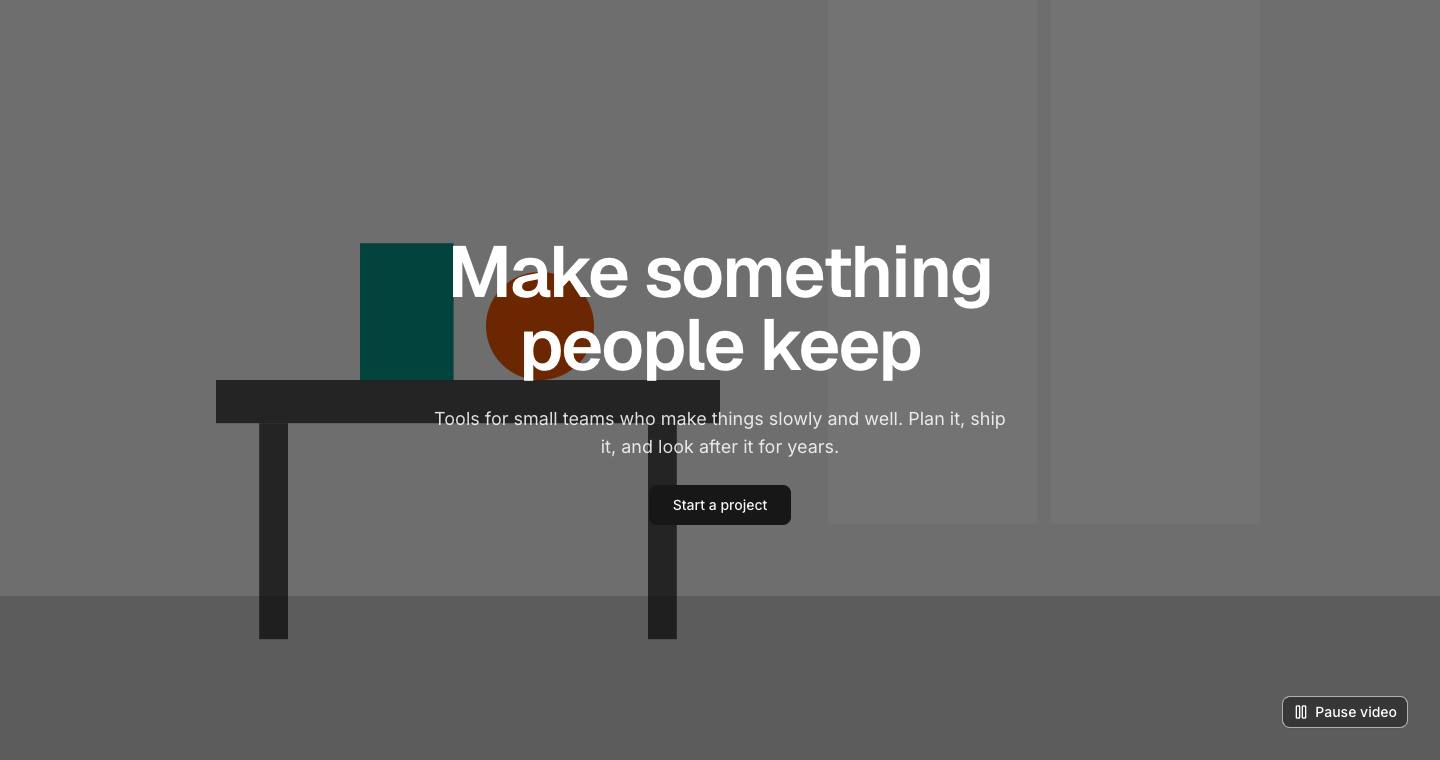 Make something
people keep
Tools for small teams who make things slowly and well. Plan it, ship
it, and look after it for years.
Start a project
Pause video